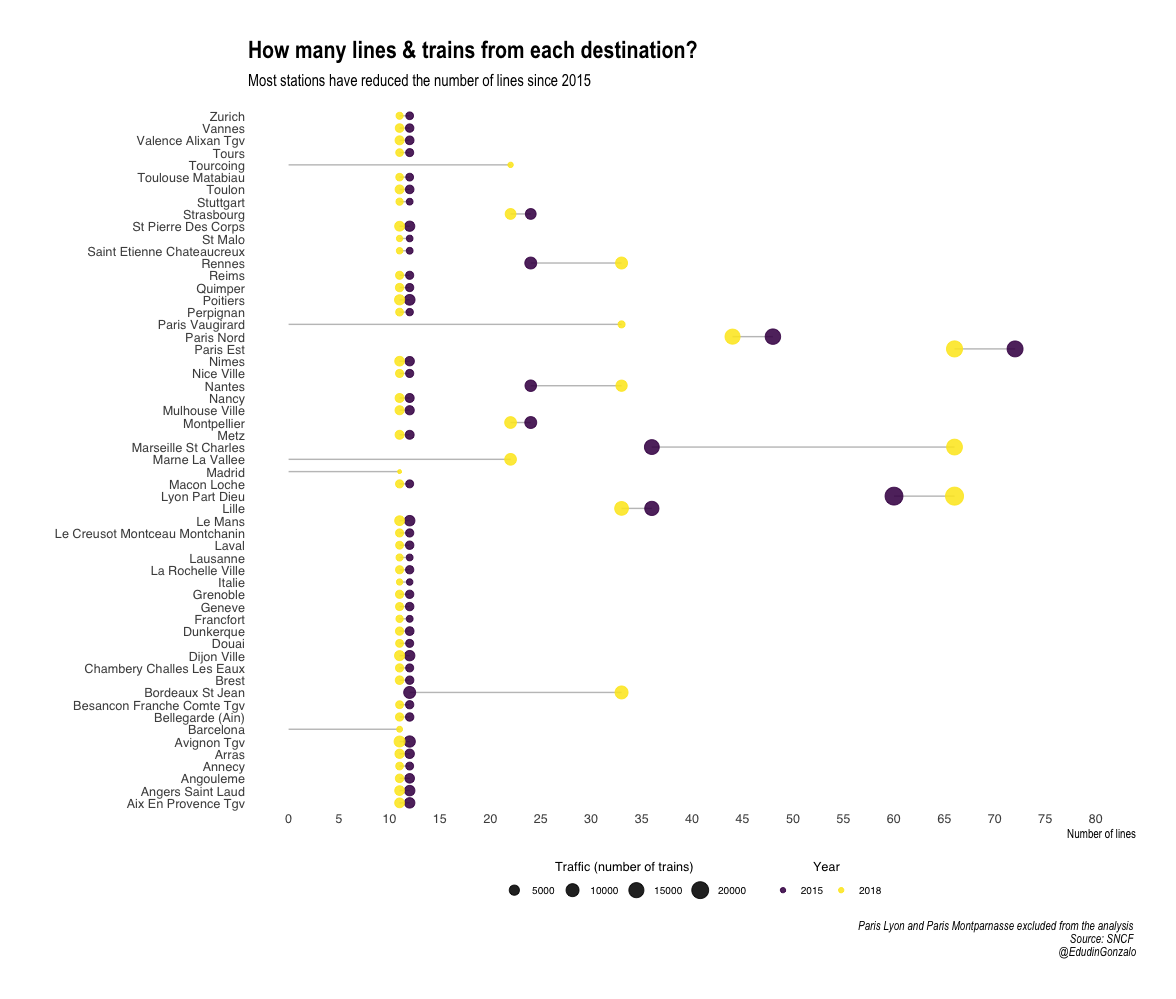 How many lines & trains from each destination?
Most stations have reduced the number of lines since 2015
Zurich
Vannes
Valence Alixan Tgv
Tours
Tourcoing
Toulouse Matabiau
Toulon
Stuttgart
Strasbourg
St Pierre Des Corps
St Malo
Saint Etienne Chateaucreux
Rennes
Reims
Quimper
Poitiers
Perpignan
Paris Vaugirard
Paris Nord
Paris Est
Nimes
Nice Ville
Nantes
Nancy
Mulhouse Ville
Montpellier
Metz
Marseille St Charles
Marne La Vallee
Madrid
Macon Loche
Lyon Part Dieu
Lille
Le Mans
Le Creusot Montceau Montchanin
Laval
Lausanne
La Rochelle Ville
Italie
Grenoble
Geneve
Francfort
Dunkerque
Douai
Dijon Ville
Chambery Challes Les Eaux
Brest
Bordeaux St Jean
Besancon Franche Comte Tgv
Bellegarde (Ain)
Barcelona
Avignon Tgv
Arras
Annecy
Angouleme
Angers Saint Laud
Aix En Provence Tgv
0 5 10 15 20 25 30 35 40 45 50 55 60 65 70 75 80
Number of lines
Traffic (number of trains) Year
5000 10000 15000 20000 2015 2018
Paris Lyon and Paris Montparnasse excluded from the analysis
Source: SNCF
@EdudinGonzalo